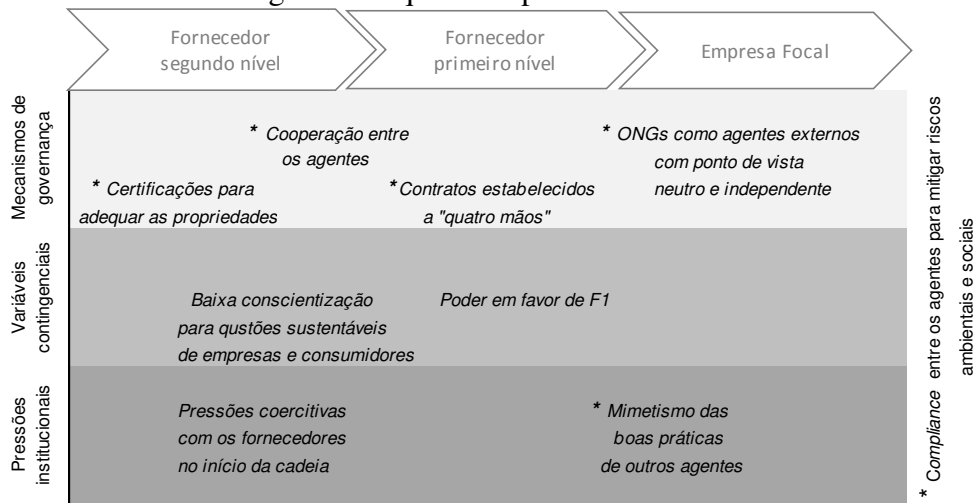 Fornecedor
segundo nível
Fornecedor
primeiro nível
Empresa Focal
Mecanismos de
governança
* Cooperação entre
os agentes
* ONGs como agentes externos
com ponto de vista
neutro e independente
* Certificações para
adequar as propriedades
* Contratos estabelecidos
a "quatro mãos"
Variáveis
contingenciais
Baixa conscientização
para qustões sustentáveis
de empresas e consumidores
Poder em favor de F1
Pressões
institucionais
Pressões coercitivas
com os fornecedores
no início da cadeia
* Mimetismo das
boas práticas
de outros agentes
* Compliance entre os agentes para mitigar riscos
ambientais e sociais